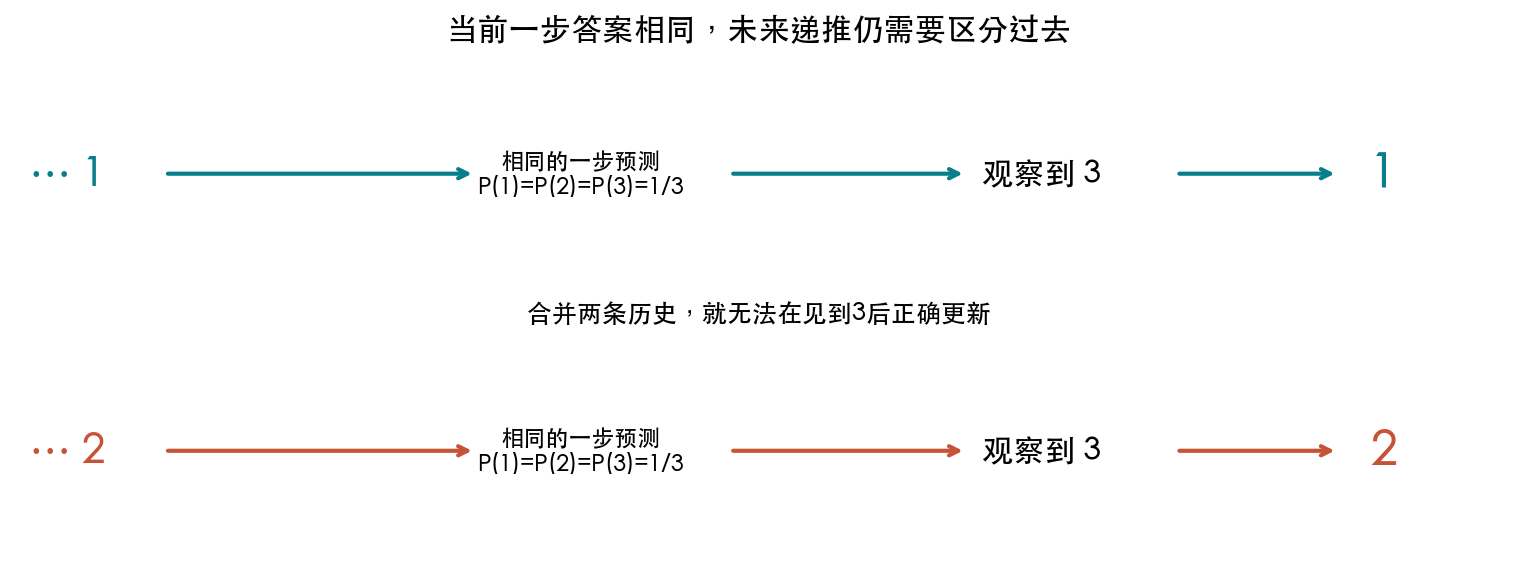 当前一步答案相同，未来递推仍需要区分过去
… 1
相同的一步预测
P(1)=P(2)=P(3)=1/3
观察到 3
1
合并两条历史，就无法在见到3后正确更新
… 2
相同的一步预测
P(1)=P(2)=P(3)=1/3
观察到 3
2